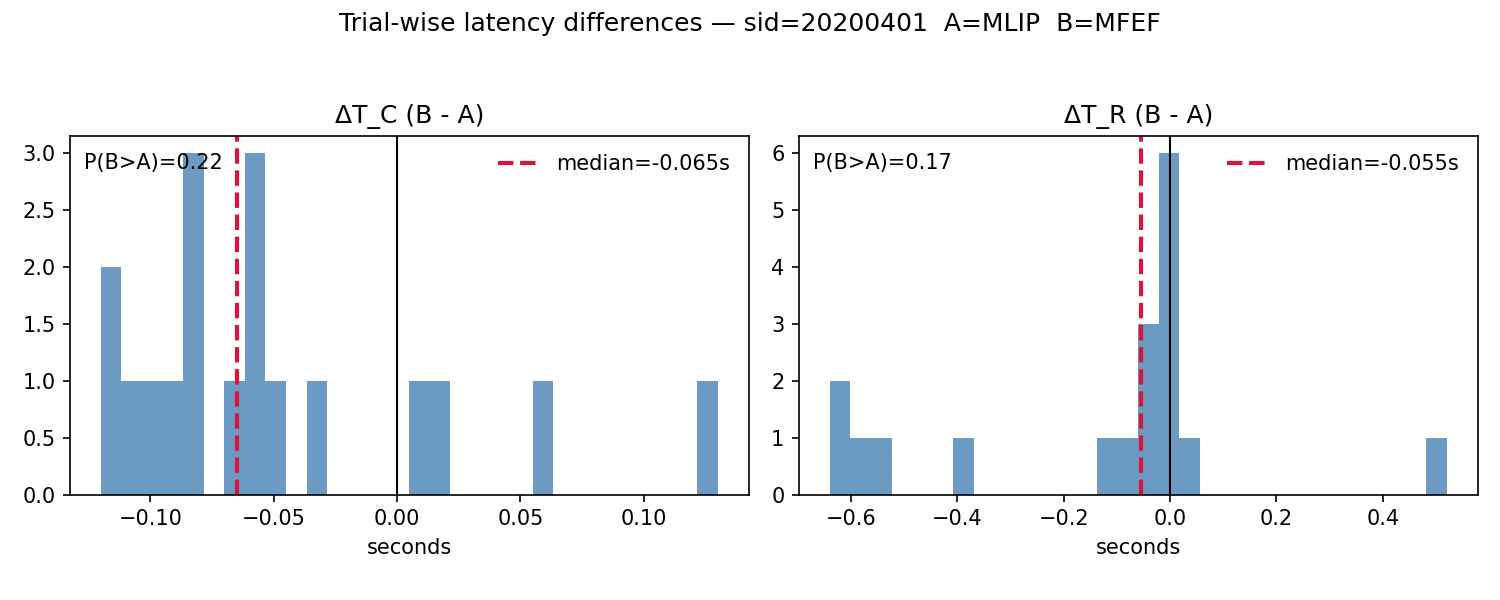 Trial-wise latency differences — sid=20200401  A=MLIP  B=MFEF
ΔT_C (B - A)
P(B>A)=0.22
median=-0.065s
3.0
2.5
2.0
1.5
1.0
0.5
0.0
−0.10 −0.05 0.00 0.05 0.10
seconds
ΔT_R (B - A)
P(B>A)=0.17
median=-0.055s
6
5
4
3
2
1
0
−0.6 −0.4 −0.2 0.0 0.2 0.4
seconds